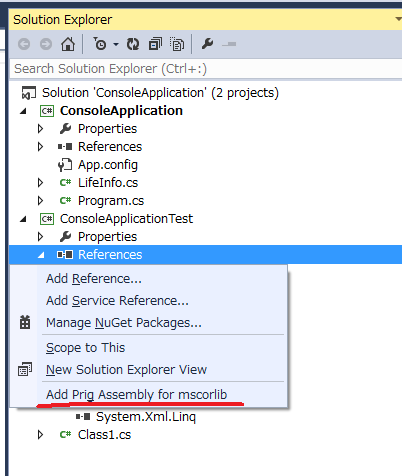 Solution Explorer
Search Solution Explorer (Ctrl+:)
Solution 'ConsoleApplication' (2 projects)
C# ConsoleApplication
Properties
References
App.config
C# LifeInfo.cs
C# Program.cs
C# ConsoleApplicationTest
Properties
References
Add Reference...
Add Service Reference...
Manage NuGet Packages...
Scope to This
New Solution Explorer View
Add Prig Assembly for mscorlib
System.Xml.Linq
C# Class1.cs